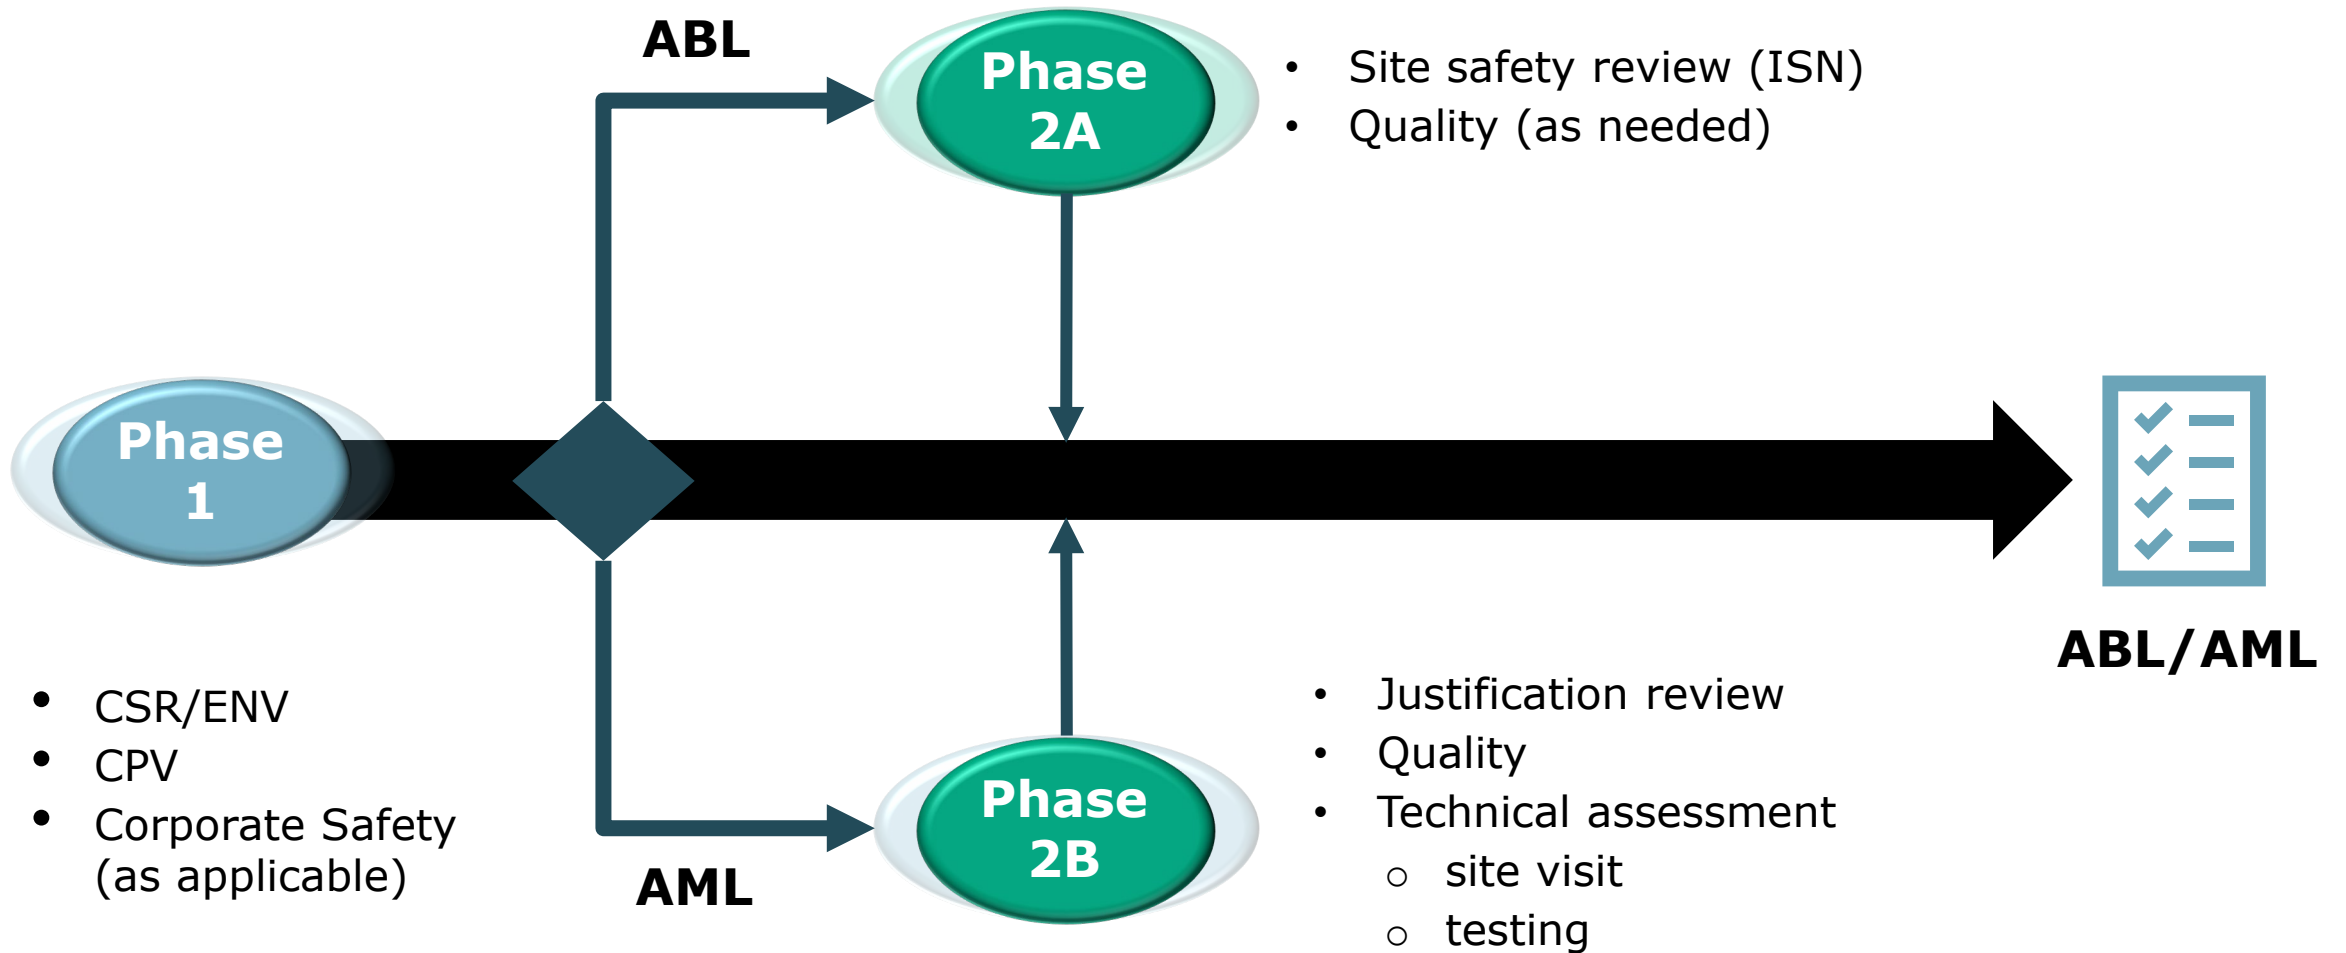 ABL
Phase
2A
• Site safety review (ISN)
• Quality (as needed)
Phase
1
• CSR/ENV
• CPV
• Corporate Safety
(as applicable)
AML
Phase
2B
• Justification review
• Quality
• Technical assessment
○ site visit
○ testing
ABL/AML